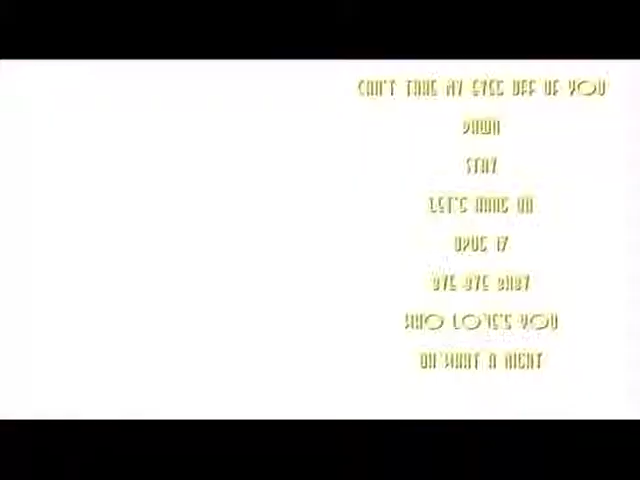 CAN'T TAKE MY EYES OFF OF YOU
DAWN
STAY
LET'S HANG ON
OPUS 17
BYE BYE BABY
WHO LOVE'S YOU
OH WHAT A NIGHT